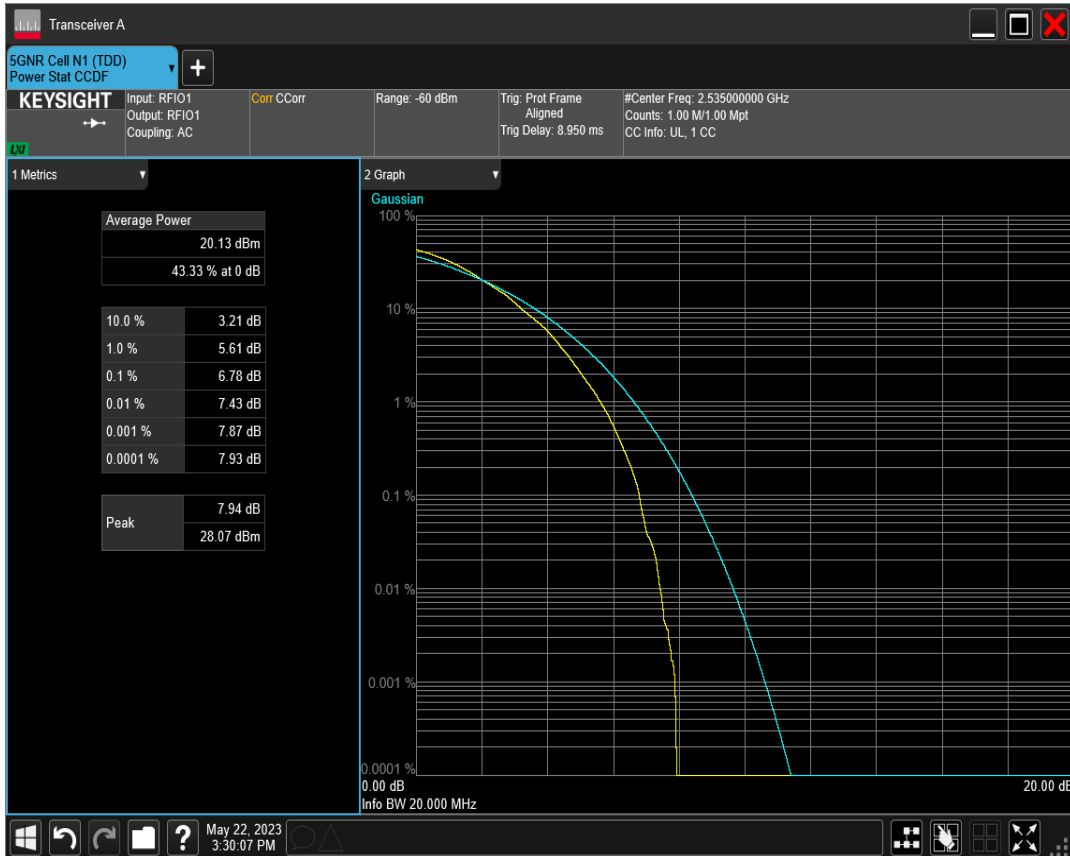 Transceiver A
5GNR Cell N1 (TDD)
Power Stat CCDF
+
KEYSIGHT
LXI
Input: RFIO1
Output: RFIO1
Coupling: AC
Corr CCorr
Range: -60 dBm
Trig: Prot Frame
Aligned
Trig Delay: 8.950 ms
#Center Freq: 2.535000000 GHz
Counts: 1.00 M/1.00 Mpt
CC Info: UL, 1 CC
1 Metrics
Average Power
20.13 dBm
43.33 % at 0 dB
10.0 % 3.21 dB
1.0 % 5.61 dB
0.1 % 6.78 dB
0.01 % 7.43 dB
0.001 % 7.87 dB
0.0001 % 7.93 dB
Peak
7.94 dB
28.07 dBm
2 Graph
Gaussian
100 %
10 %
1 %
0.1 %
0.01 %
0.001 %
0.0001 %
0.00 dB 20.00 dB
Info BW 20.000 MHz
?
May 22, 2023
3:30:07 PM